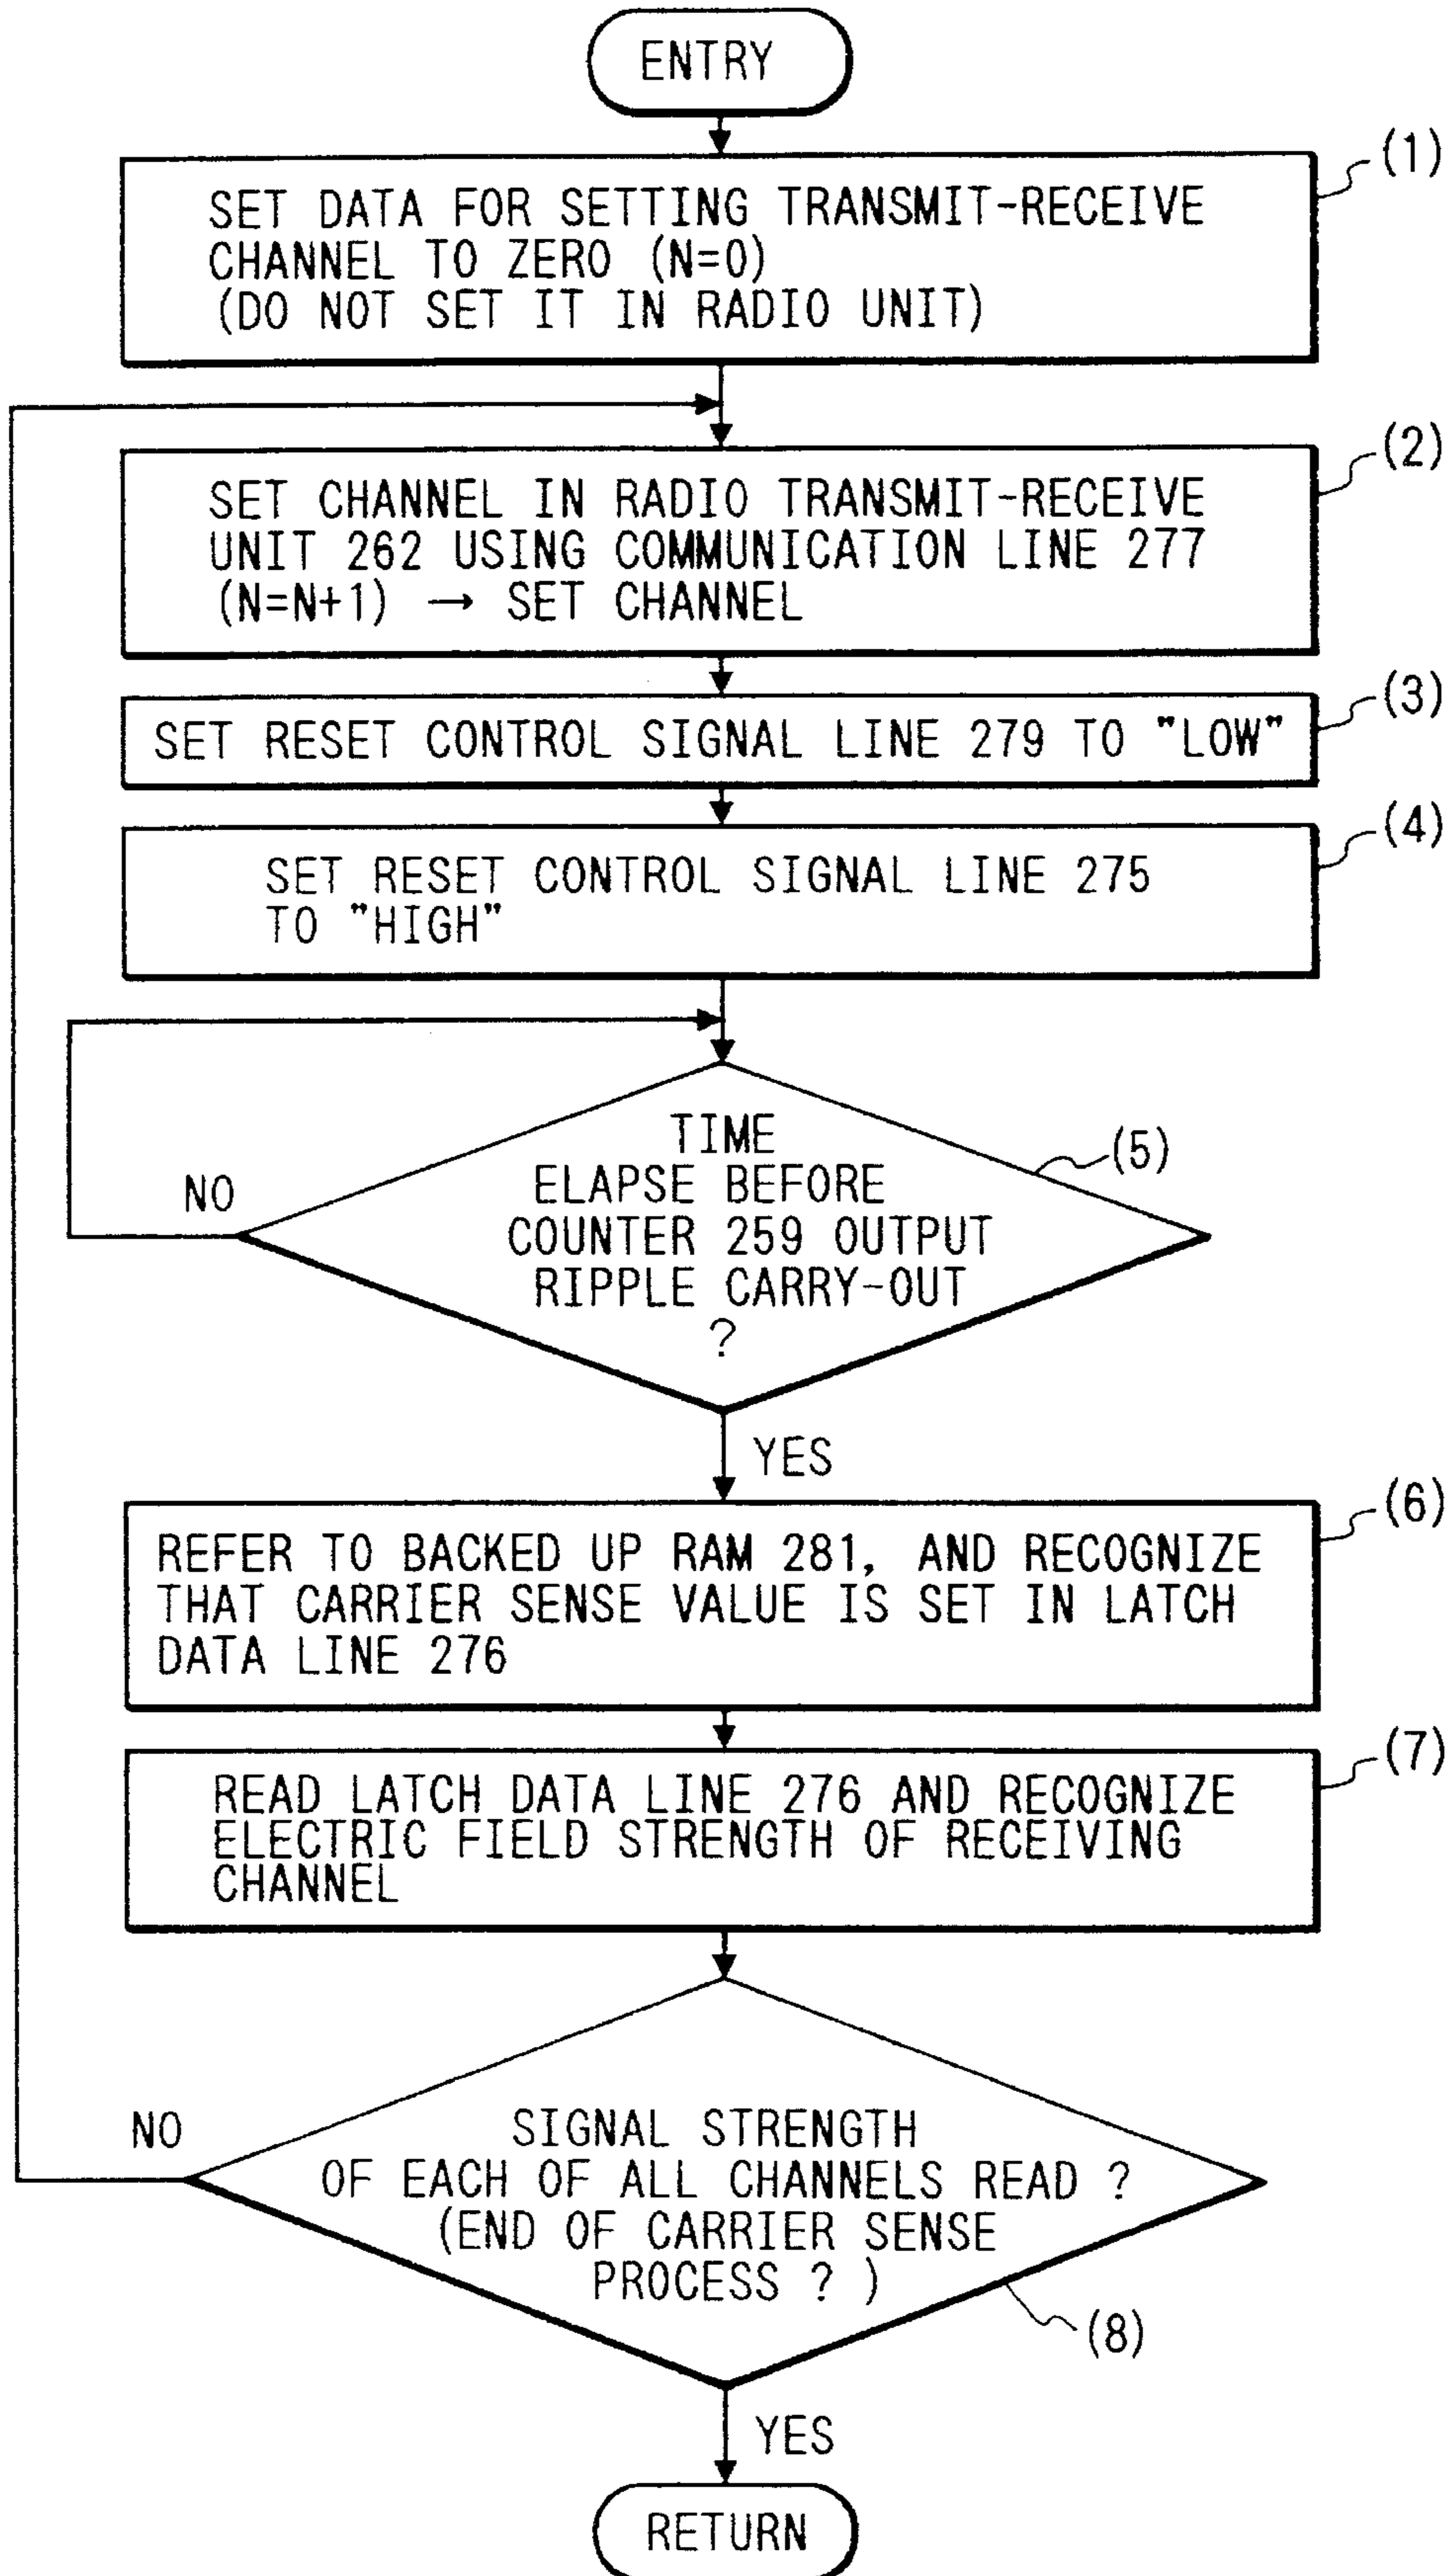 ENTRY
(1)
SET DATA FOR SETTING TRANSMIT-RECEIVE
CHANNEL TO ZERO (N=0)
(DO NOT SET IT IN RADIO UNIT)
(2)
SET CHANNEL IN RADIO TRANSMIT-RECEIVE
UNIT 262 USING COMMUNICATION LINE 277
(N=N+1) → SET CHANNEL
(3)
SET RESET CONTROL SIGNAL LINE 279 TO "LOW"
(4)
SET RESET CONTROL SIGNAL LINE 275
TO "HIGH"
(5)
TIME
ELAPSE BEFORE
COUNTER 259 OUTPUT
RIPPLE CARRY-OUT
?
NO
YES
(6)
REFER TO BACKED UP RAM 281, AND RECOGNIZE
THAT CARRIER SENSE VALUE IS SET IN LATCH
DATA LINE 276
(7)
READ LATCH DATA LINE 276 AND RECOGNIZE
ELECTRIC FIELD STRENGTH OF RECEIVING
CHANNEL
NO
SIGNAL STRENGTH
OF EACH OF ALL CHANNELS READ ?
(END OF CARRIER SENSE
PROCESS ? )
(8)
YES
RETURN